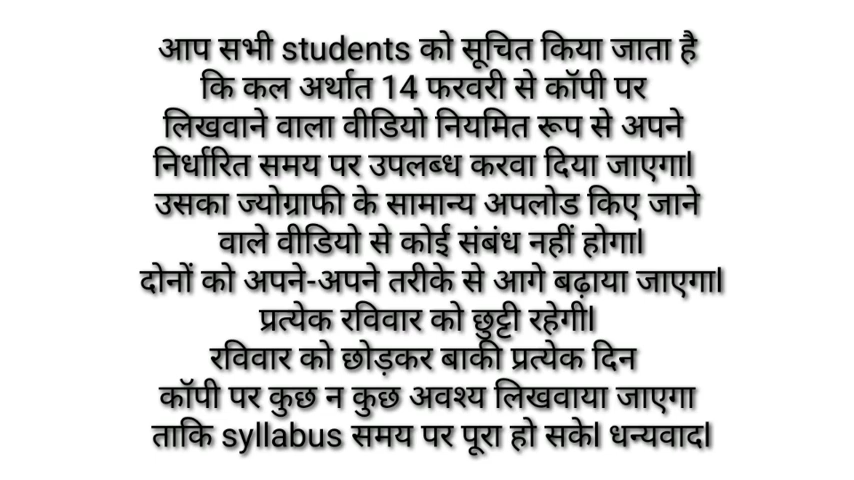 आप सभी students को सूचित किया जाता है
कि कल अर्थात 14 फरवरी से कॉपी पर
लिखवाने वाला वीडियो नियमित रूप से अपने
निर्धारित समय पर उपलब्ध करवा दिया जाएगा।
उसका ज्योग्राफी के सामान्य अपलोड किए जाने
वाले वीडियो से कोई संबंध नहीं होगा।
दोनों को अपने-अपने तरीके से आगे बढ़ाया जाएगा।
प्रत्येक रविवार को छुट्टी रहेगी।
रविवार को छोड़कर बाकी प्रत्येक दिन
कॉपी पर कुछ न कुछ अवश्य लिखवाया जाएगा
ताकि syllabus समय पर पूरा हो सके। धन्यवाद।